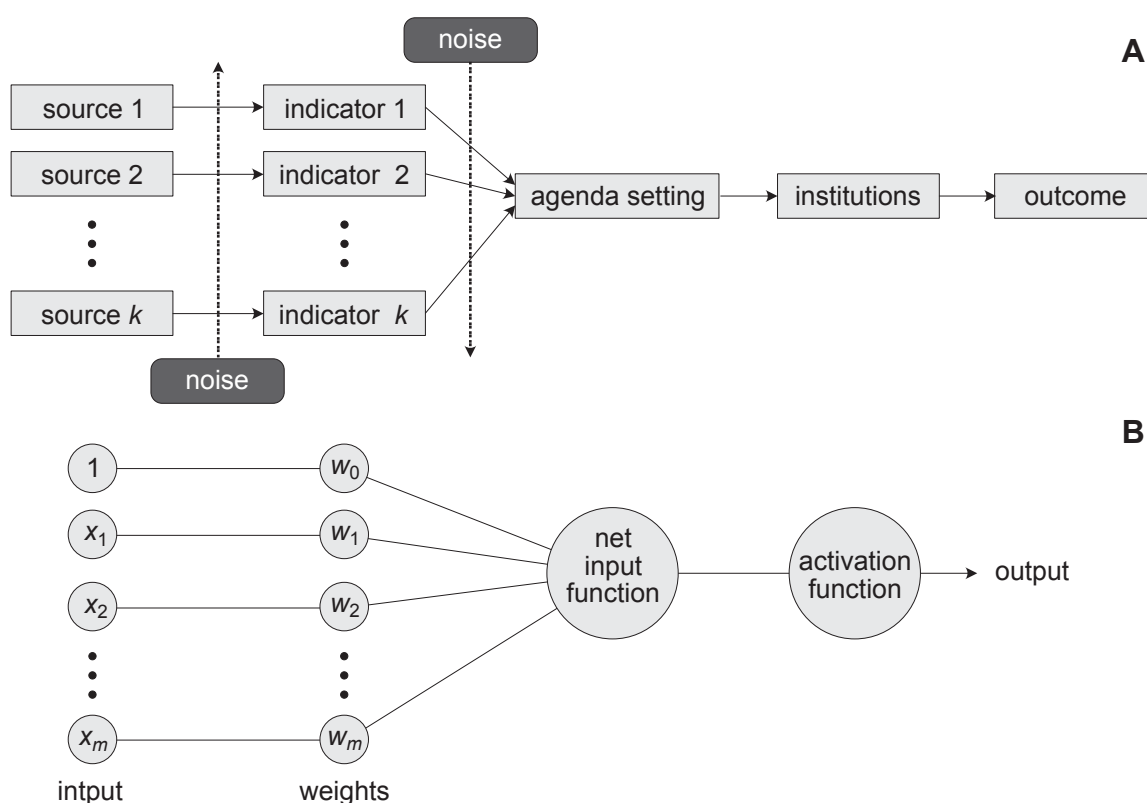 noise
A
source 1
indicator 1
source 2
indicator 2
agenda setting
institutions
outcome
source k
indicator k
noise
B
1
w0
x1
w1
net
input
function
activation
function
output
x2
w2
xm
wm
intput
weights